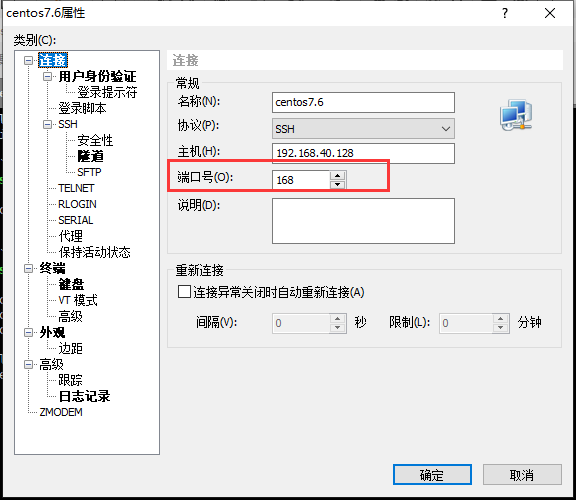 centos7.6属性
类别(C):
连接
用户身份验证
登录提示符
登录脚本
SSH
安全性
隧道
SFTP
TELNET
RLOGIN
SERIAL
代理
保持活动状态
终端
键盘
VT 模式
高级
外观
边距
高级
跟踪
日志记录
ZMODEM
连接
常规
名称(N): centos7.6
协议(P): SSH
主机(H): 192.168.40.128
端口号(O): 168
说明(D):
重新连接
连接异常关闭时自动重新连接(A)
间隔(V): 0 秒 限制(L): 0 分钟
确定 取消